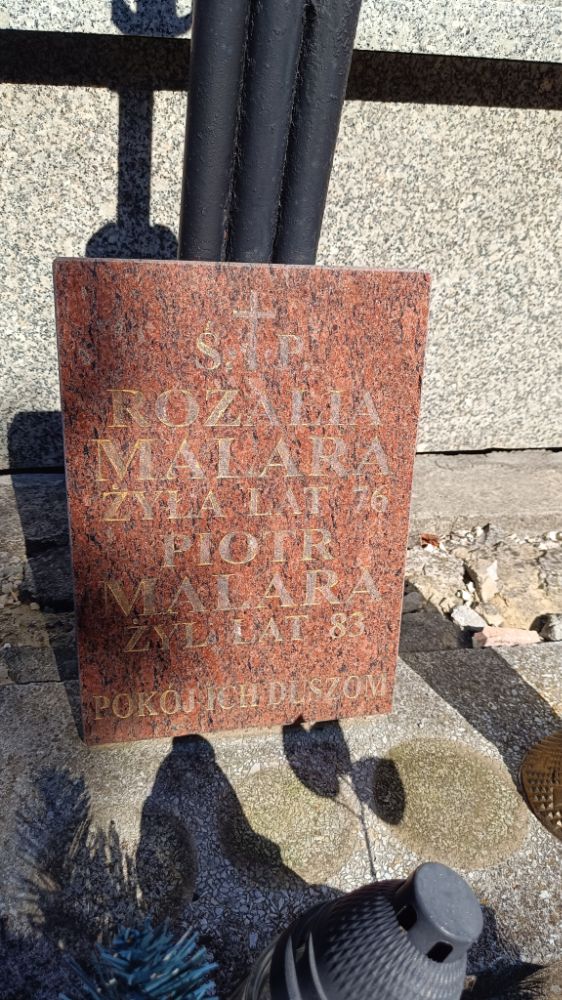 Ś. P.
ROZALIA
MALARA
ŻYŁA LAT 76
PIOTR
MALARA
ŻYŁ LAT 83
POKÓJ ICH DUSZOM